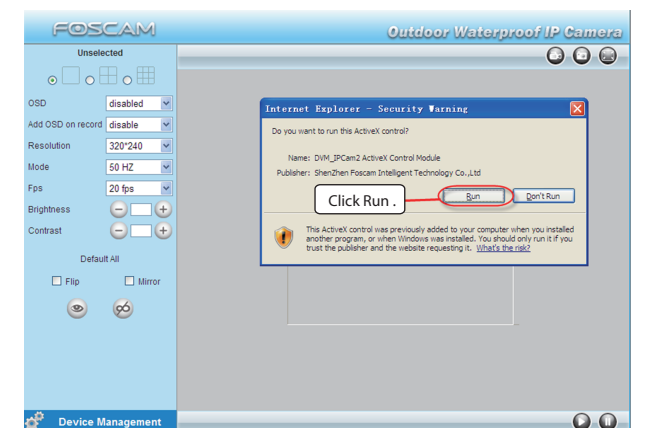 FOSCAM
Outdoor Waterproof IP Camera
Unselected
OSD disabled
Add OSD on record disable
Resolution 320*240
Mode 50 HZ
Fps 20 fps
Brightness
Contrast
Default All
Flip Mirror
Device Management
Internet Explorer - Security Warning
Do you want to run this ActiveX control?
Name: DVM_IPCam2 ActiveX Control Module
Publisher: ShenZhen Foscam Intelligent Technology Co.,Ltd
Click Run .
Run Don't Run
This ActiveX control was previously added to your computer when you installed
another program, or when Windows was installed. You should only run it if you
trust the publisher and the website requesting it. What's the risk?